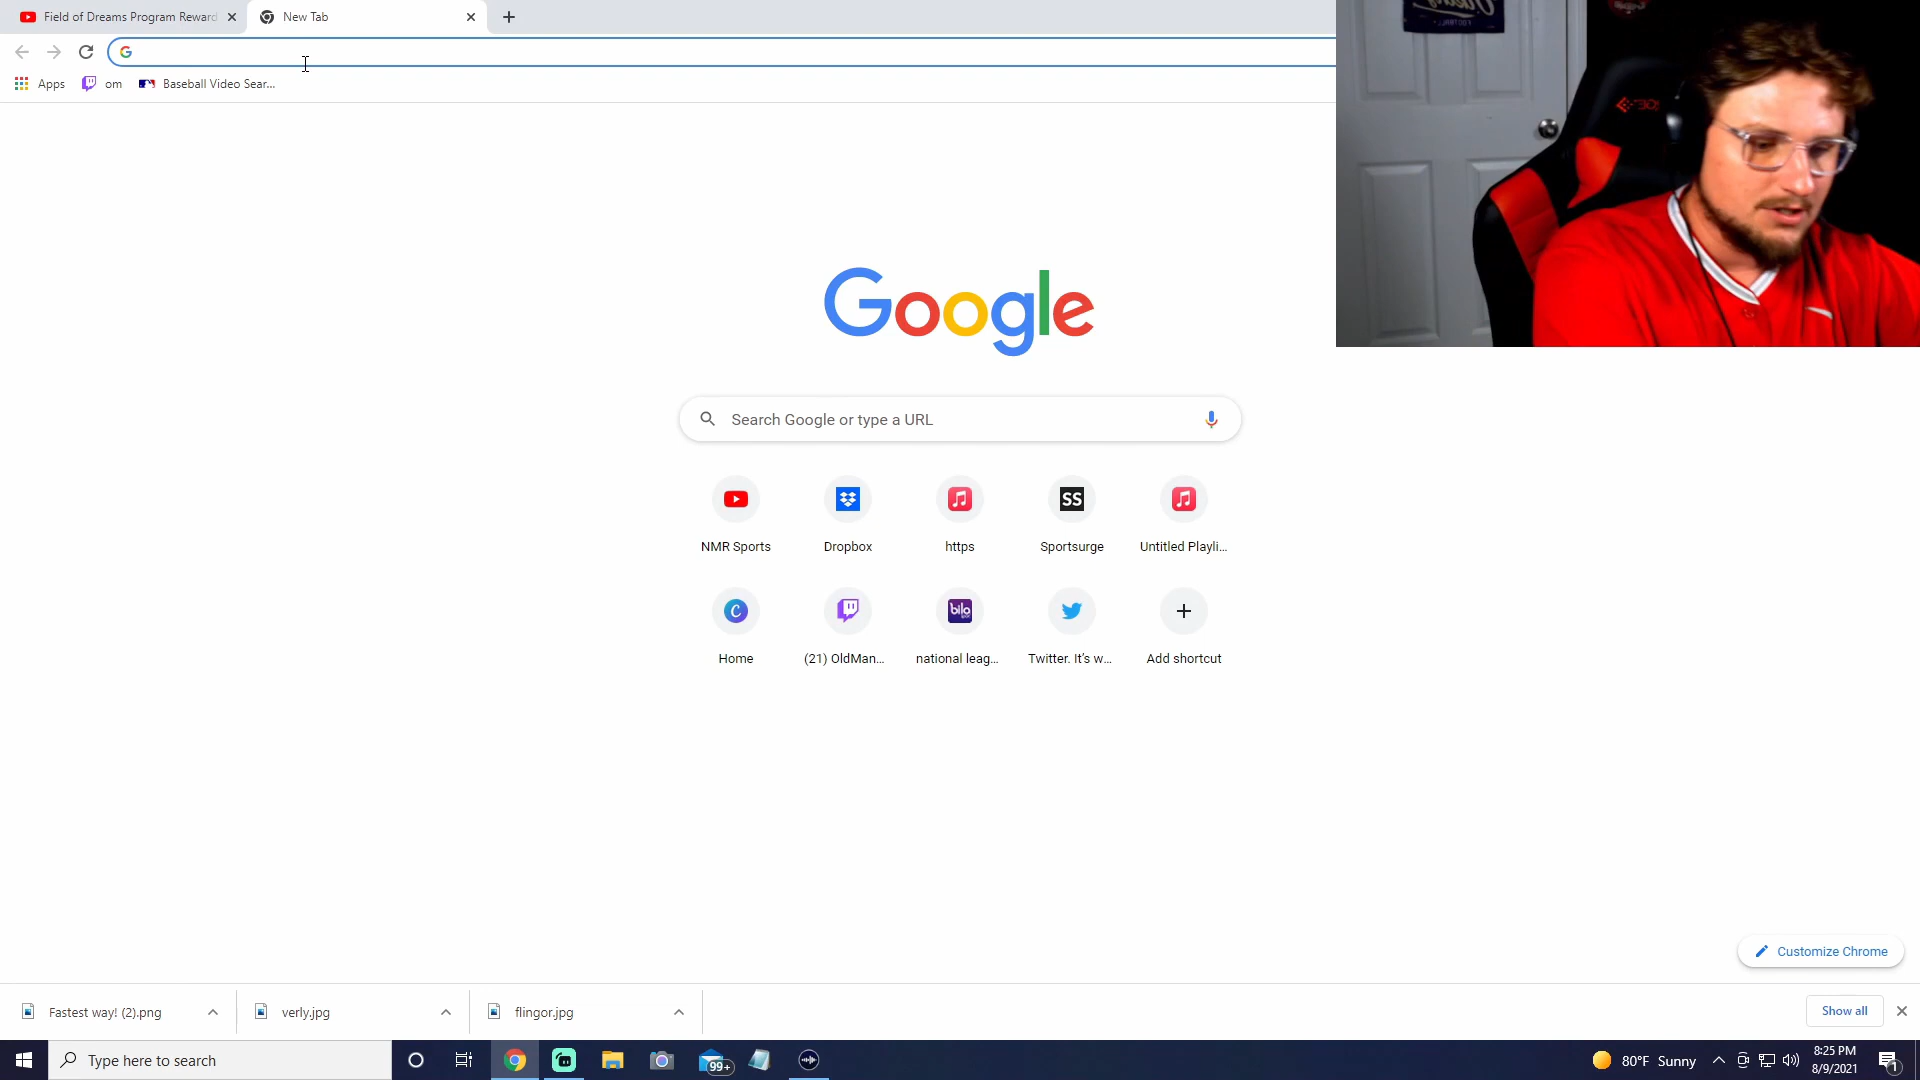 Field of Dreams Program Reward
New Tab
Apps
om
Baseball Video Sear...
Google
Search Google or type a URL
NMR Sports
Dropbox
https
SS
Sportsurge
Untitled Playli...
Home
(21) OldMan...
bilo
national leag...
Twitter. It's w...
Add shortcut
Customize Chrome
Fastest way! (2).png
verly.jpg
flingor.jpg
Show all
Type here to search
99+
80°F Sunny
8:25 PM
8/9/2021
1